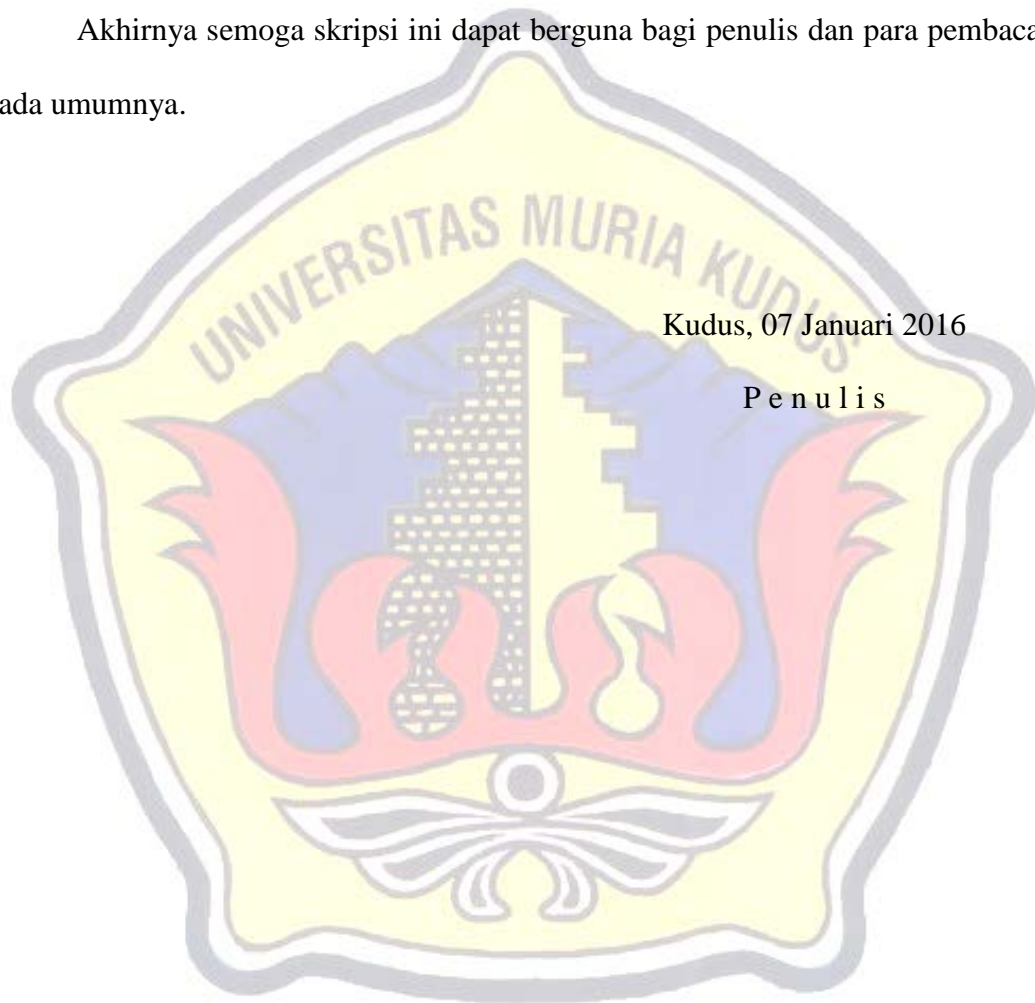 Akhirnya semoga skripsi ini dapat berguna bagi penulis dan para pembaca
ada umumnya.
UNIVERSITAS MURIA KUDUS
Kudus, 07 Januari 2016
P e n u l i s